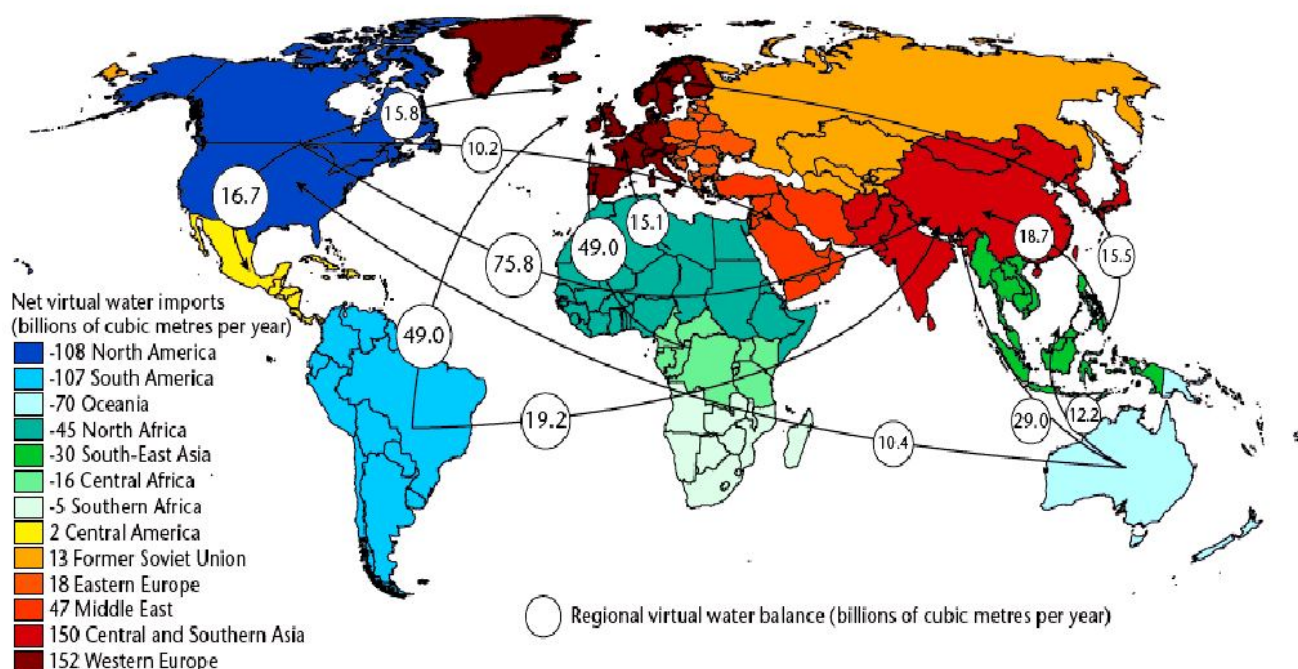 15.8
10.2
16.7
15.1
49.0
18.7
15.5
75.8
49.0
19.2
29.0
12.2
10.4
Net virtual water imports
(billions of cubic metres per year)
-108 North America
-107 South America
-70 Oceania
-45 North Africa
-30 South-East Asia
-16 Central Africa
-5 Southern Africa
2 Central America
13 Former Soviet Union
18 Eastern Europe
47 Middle East
150 Central and Southern Asia
152 Western Europe
Regional virtual water balance (billions of cubic metres per year)